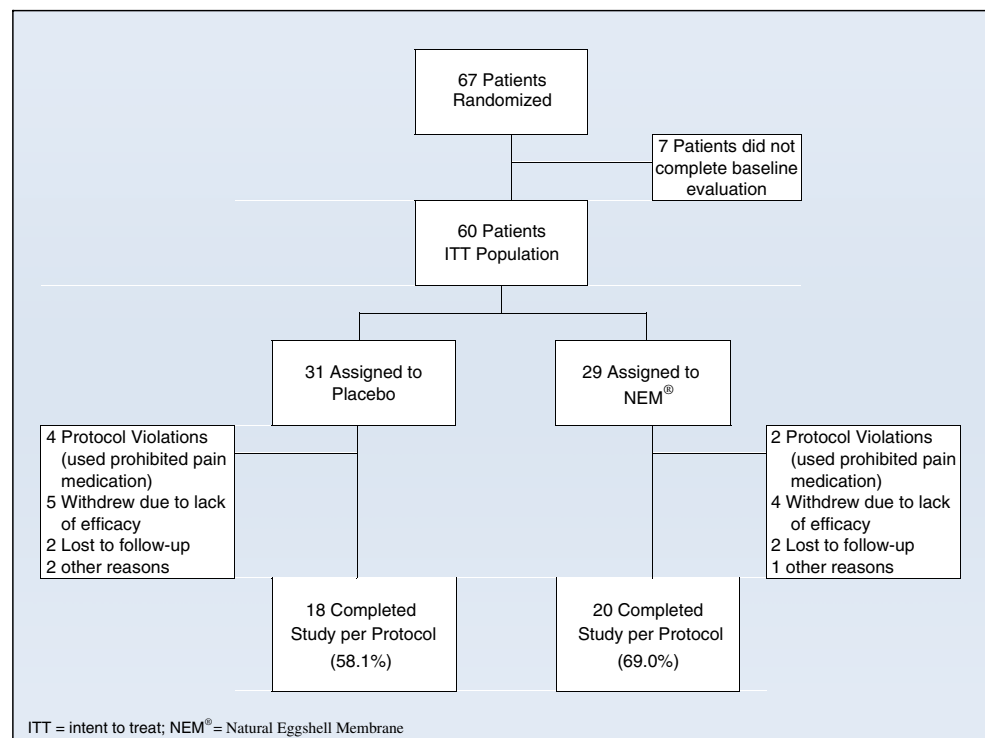 67 Patients
Randomized
7 Patients did not
complete baseline
evaluation
60 Patients
ITT Population
31 Assigned to
Placebo
29 Assigned to
NEM®
4 Protocol Violations
(used prohibited pain
medication)
5 Withdrew due to lack
of efficacy
2 Lost to follow-up
2 other reasons
2 Protocol Violations
(used prohibited pain
medication)
4 Withdrew due to lack
of efficacy
2 Lost to follow-up
1 other reasons
18 Completed
Study per Protocol
(58.1%)
20 Completed
Study per Protocol
(69.0%)
ITT = intent to treat; NEM®= Natural Eggshell Membrane